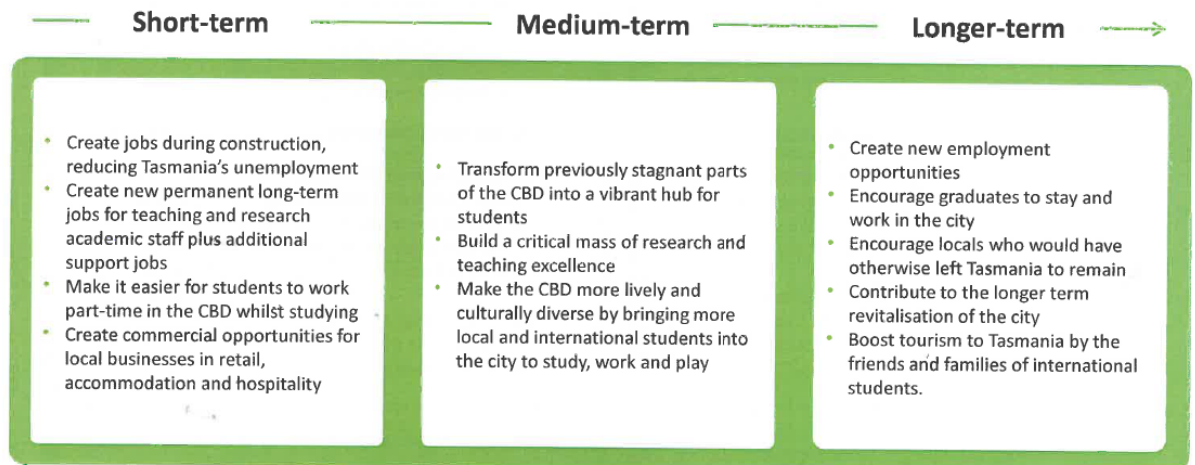 Short-term
Medium-term
Longer-term
• Create jobs during construction,
reducing Tasmania's unemployment
• Create new permanent long-term
jobs for teaching and research
academic staff plus additional
support jobs
• Make it easier for students to work
part-time in the CBD whilst studying
• Create commercial opportunities for
local businesses in retail,
accommodation and hospitality
• Transform previously stagnant parts
of the CBD into a vibrant hub for
students
• Build a critical mass of research and
teaching excellence
• Make the CBD more lively and
culturally diverse by bringing more
local and international students into
the city to study, work and play
• Create new employment
opportunities
• Encourage graduates to stay and
work in the city
• Encourage locals who would have
otherwise left Tasmania to remain
• Contribute to the longer term
revitalisation of the city
• Boost tourism to Tasmania by the
friends and families of international
students.